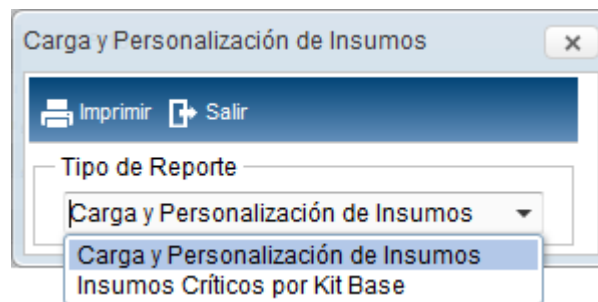 Carga y Personalización de Insumos
Imprimir Salir
Tipo de Reporte
Carga y Personalización de Insumos
Carga y Personalización de Insumos
Insumos Críticos por Kit Base